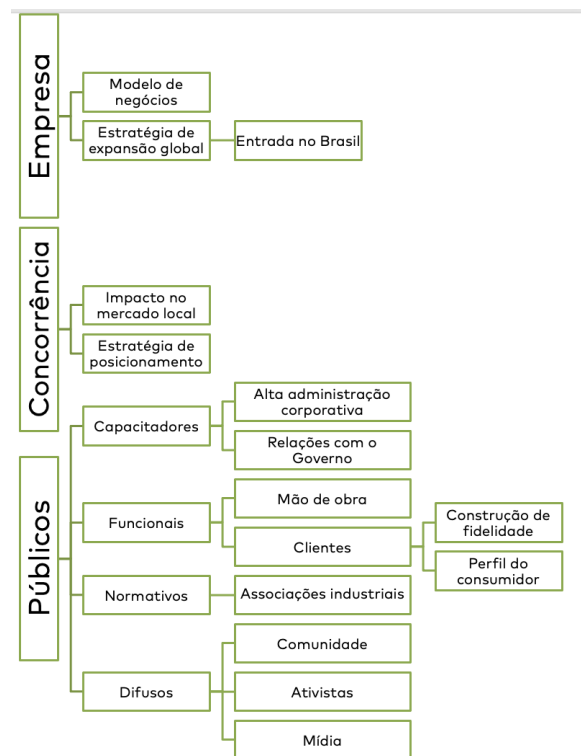 Empresa
Modelo de
negócios
Estratégia de
expansão global
Entrada no Brasil
Concorrência
Impacto no
mercado local
Estratégia de
posicionamento
Públicos
Capacitadores
Alta administração
corporativa
Relações com o
Governo
Funcionais
Mão de obra
Clientes
Construção de
fidelidade
Perfil do
consumidor
Normativos
Associações industriais
Difusos
Comunidade
Ativistas
Mídia